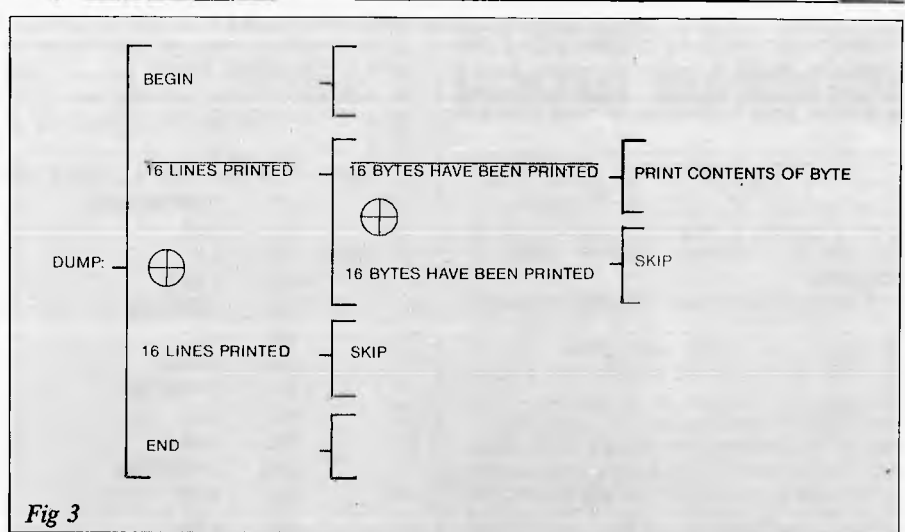 BEGIN
16 LINES PRINTED
16 BYTES HAVE BEEN PRINTED
PRINT CONTENTS OF BYTE
DUMP:
16 BYTES HAVE BEEN PRINTED
SKIP
16 LINES PRINTED
SKIP
END
Fig 3